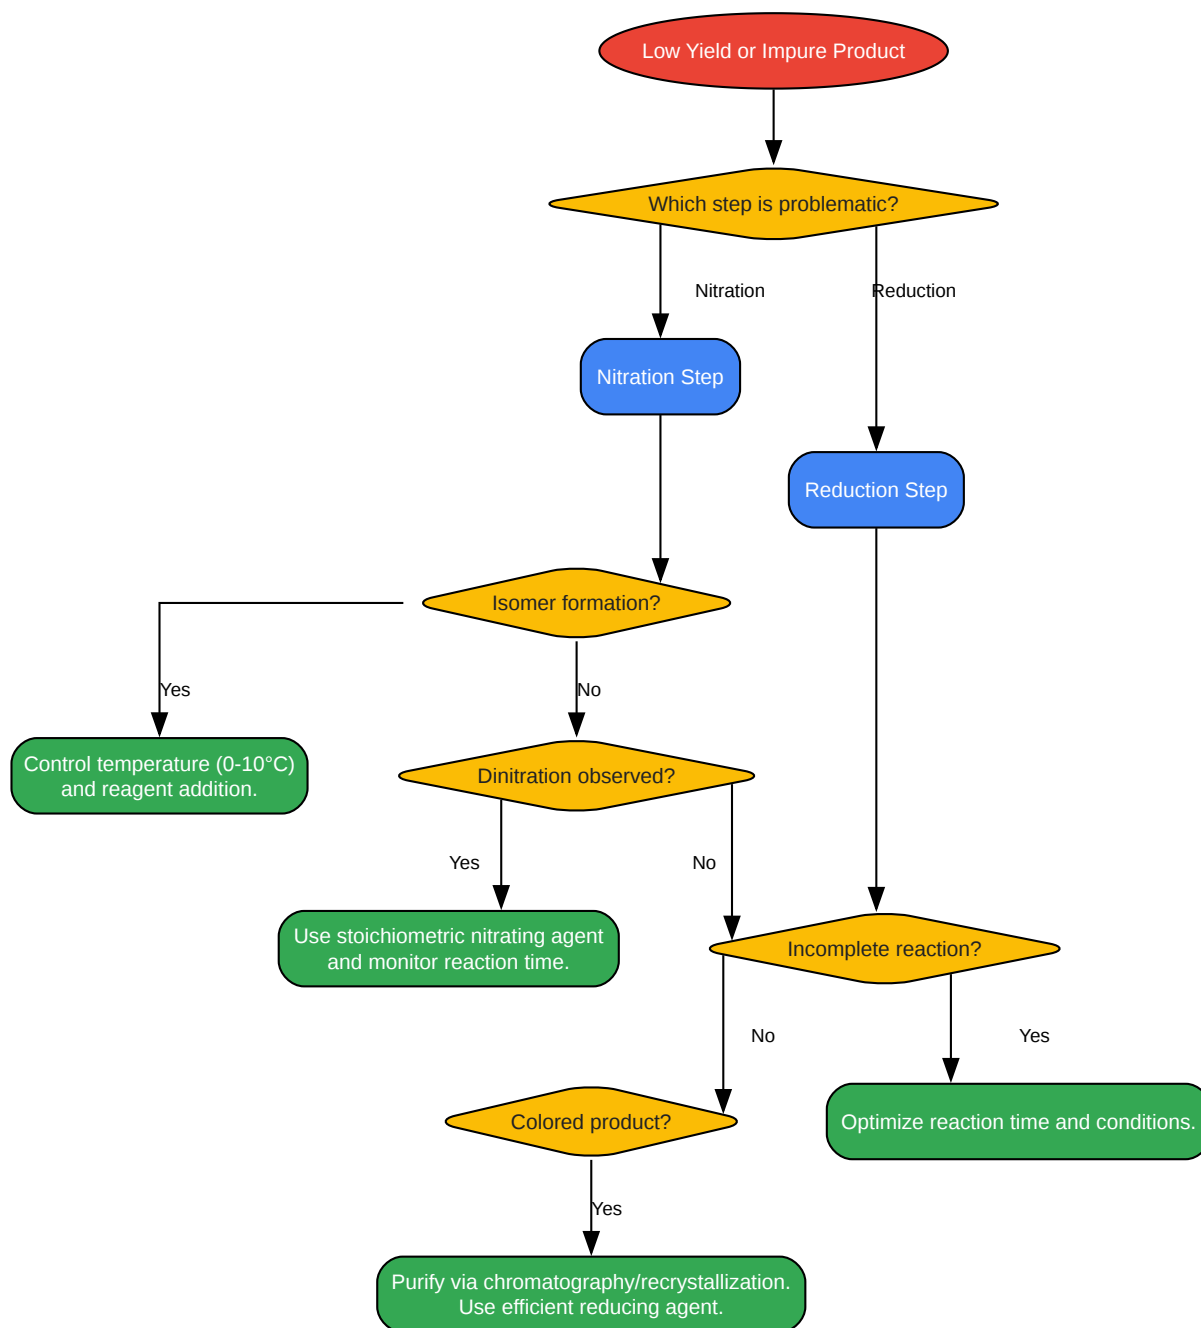 Low Yield or Impure Product
Which step is problematic?
Nitration
Reduction
Nitration Step
Reduction Step
Isomer formation?
Yes
No
Control temperature (0-10°C)
and reagent addition.
Dinitration observed?
Yes
No
Use stoichiometric nitrating agent
and monitor reaction time.
Incomplete reaction?
No
Yes
Colored product?
Optimize reaction time and conditions.
Yes
Purify via chromatography/recrystallization.
Use efficient reducing agent.